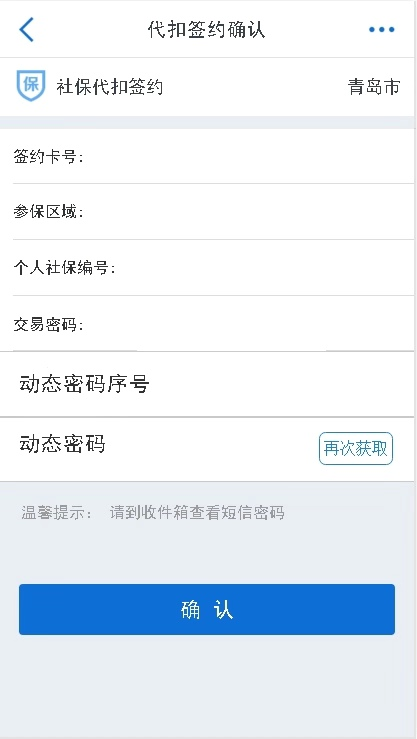 代扣签约确认
保 社保代扣签约 青岛市
签约卡号:
参保区域:
个人社保编号:
交易密码:
动态密码序号
动态密码 再次获取
温馨提示: 请到收件箱查看短信密码
确 认